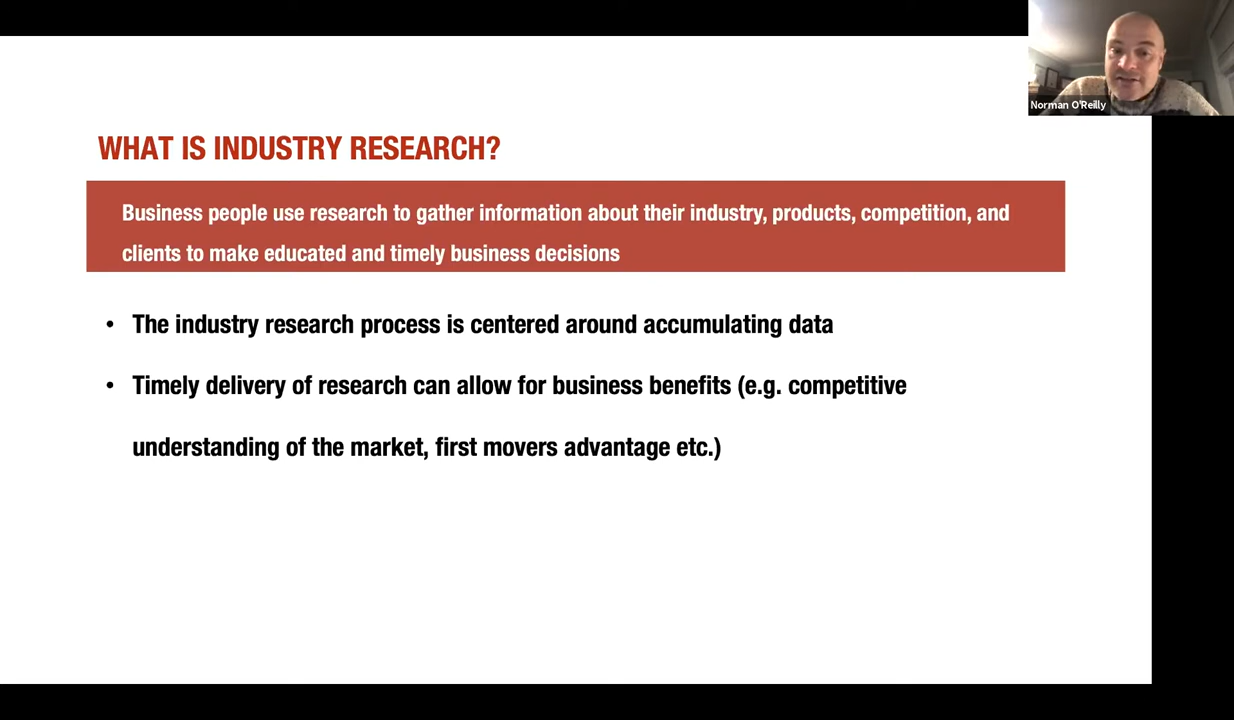 Norman O'Reilly
WHAT IS INDUSTRY RESEARCH?
Business people use research to gather information about their industry, products, competition, and
clients to make educated and timely business decisions
• The industry research process is centered around accumulating data
• Timely delivery of research can allow for business benefits (e.g. competitive
understanding of the market, first movers advantage etc.)